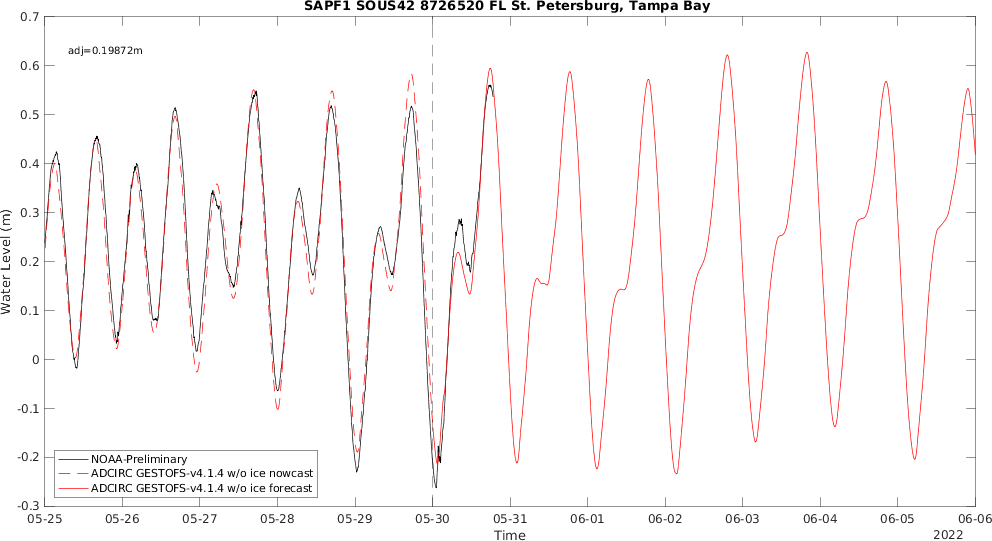 SAPF1 SOUS42 8726520 FL St. Petersburg, Tampa Bay
adj=0.19872m
0.7
0.6
0.5
0.4
0.3
0.2
0.1
0
-0.1
-0.2
-0.3
Water Level (m)
NOAA-Preliminary
ADCIRC GESTOFS-v4.1.4 w/o ice nowcast
ADCIRC GESTOFS-v4.1.4 w/o ice forecast
05-25 05-26 05-27 05-28 05-29 05-30 05-31 06-01 06-02 06-03 06-04 06-05 06-06
Time
2022